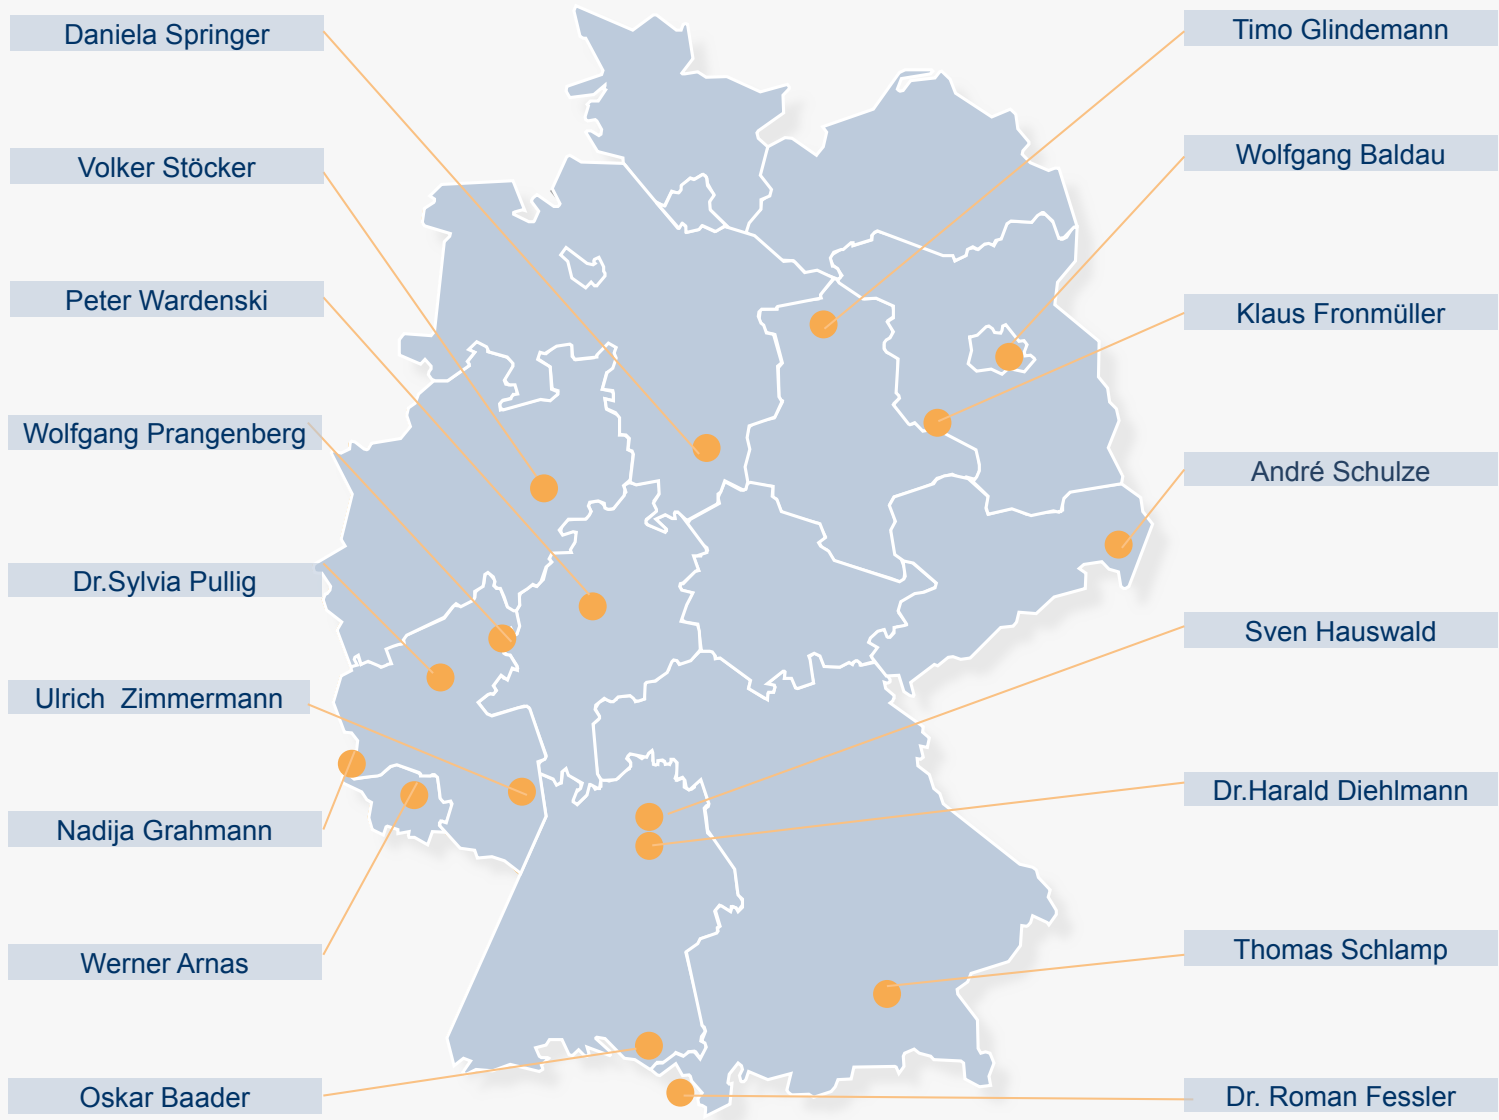 Daniela Springer
Volker Stöcker
Peter Wardenski
Wolfgang Prangenberg
Dr.Sylvia Pullig
Ulrich  Zimmermann
Nadija Grahmann
Werner Arnas
Oskar Baader
Timo Glindemann
Wolfgang Baldau
Klaus Fronmüller
André Schulze
Sven Hauswald
Dr.Harald Diehlmann
Thomas Schlamp
Dr. Roman Fessler